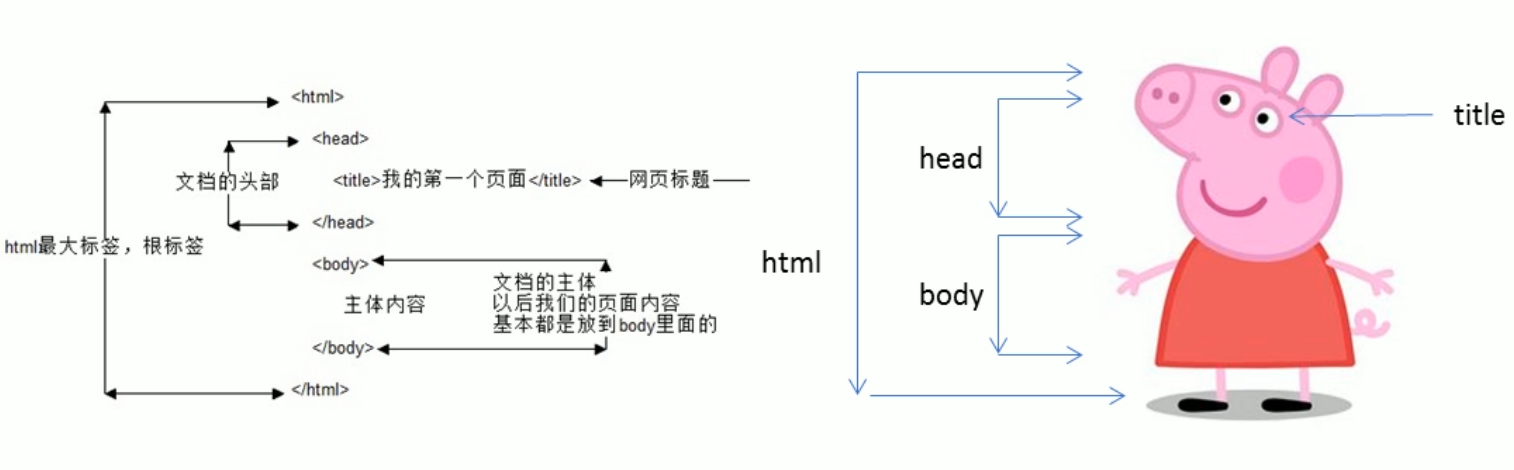 <html>
<head>
文档的头部
<title>我的第一个页面</title>
网页标题
</head>
html最大标签，根标签
<body>
文档的主体
以后我们的页面内容
基本都是放到body里面的
主体内容
</body>
</html>
title
head
html
body